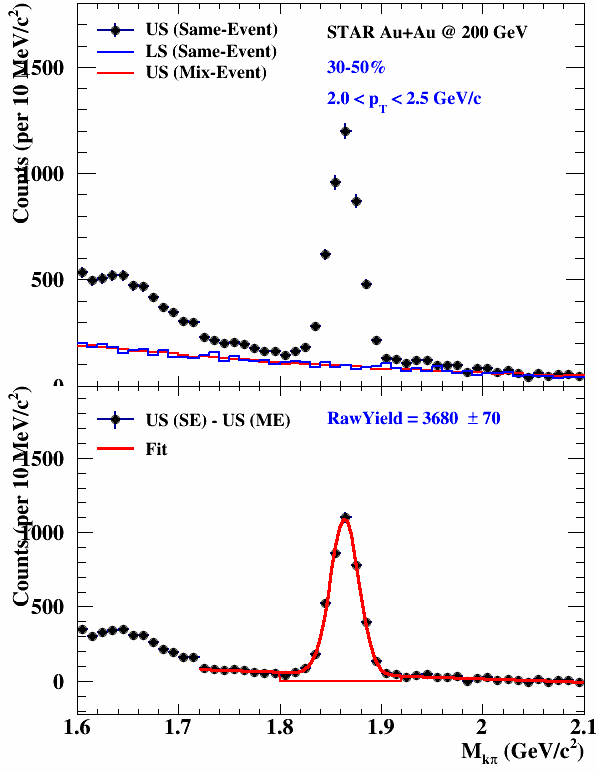 US (Same-Event)
LS (Same-Event)
US (Mix-Event)
STAR Au+Au @ 200 GeV
30-50%
2.0 < p_T < 2.5 GeV/c
Counts (per 10 MeV/c²)
1500
1000
500
0
US (SE) - US (ME)
Fit
RawYield = 3680 ± 70
Counts (per 10 MeV/c²)
1500
1000
500
0
1.6 1.7 1.8 1.9 2 2.1
M_kπ (GeV/c²)